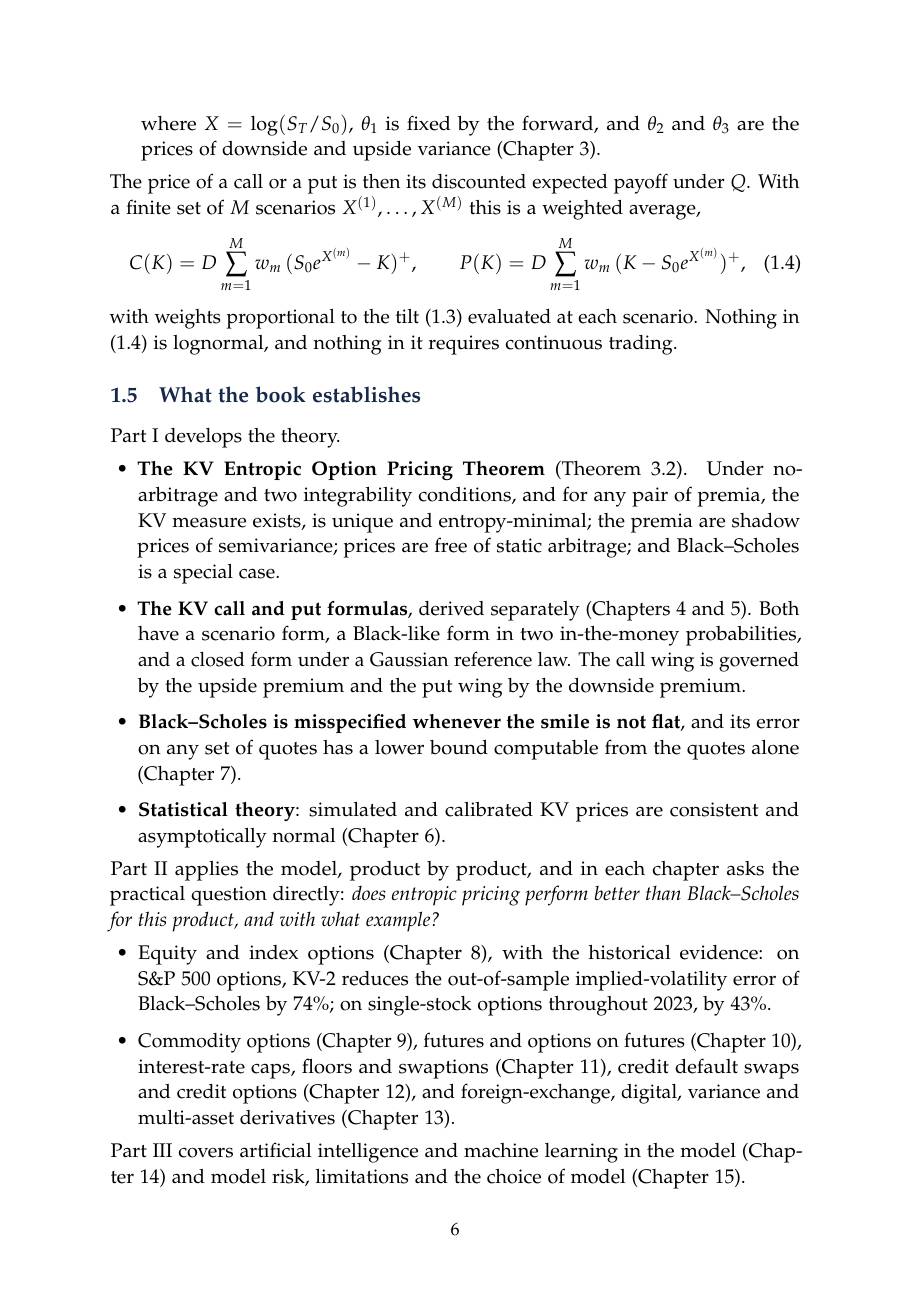 where X = log(S_T/S_0), θ_1 is fixed by the forward, and θ_2 and θ_3 are the
prices of downside and upside variance (Chapter 3).
The price of a call or a put is then its discounted expected payoff under Q. With
a finite set of M scenarios X^(1), . . . , X^(M) this is a weighted average,
C(K) = D ∑_{m=1}^{M} w_m (S_0 e^{X^(m)} − K)^+, P(K) = D ∑_{m=1}^{M} w_m (K − S_0 e^{X^(m)})^+, (1.4)
with weights proportional to the tilt (1.3) evaluated at each scenario. Nothing in
(1.4) is lognormal, and nothing in it requires continuous trading.
1.5 What the book establishes
Part I develops the theory.
• The KV Entropic Option Pricing Theorem (Theorem 3.2). Under no-
arbitrage and two integrability conditions, and for any pair of premia, the
KV measure exists, is unique and entropy-minimal; the premia are shadow
prices of semivariance; prices are free of static arbitrage; and Black–Scholes
is a special case.
• The KV call and put formulas, derived separately (Chapters 4 and 5). Both
have a scenario form, a Black-like form in two in-the-money probabilities,
and a closed form under a Gaussian reference law. The call wing is governed
by the upside premium and the put wing by the downside premium.
• Black–Scholes is misspecified whenever the smile is not flat, and its error
on any set of quotes has a lower bound computable from the quotes alone
(Chapter 7).
• Statistical theory: simulated and calibrated KV prices are consistent and
asymptotically normal (Chapter 6).
Part II applies the model, product by product, and in each chapter asks the
practical question directly: does entropic pricing perform better than Black–Scholes
for this product, and with what example?
• Equity and index options (Chapter 8), with the historical evidence: on
S&P 500 options, KV-2 reduces the out-of-sample implied-volatility error of
Black–Scholes by 74%; on single-stock options throughout 2023, by 43%.
• Commodity options (Chapter 9), futures and options on futures (Chapter 10),
interest-rate caps, floors and swaptions (Chapter 11), credit default swaps
and credit options (Chapter 12), and foreign-exchange, digital, variance and
multi-asset derivatives (Chapter 13).
Part III covers artificial intelligence and machine learning in the model (Chap-
ter 14) and model risk, limitations and the choice of model (Chapter 15).
6